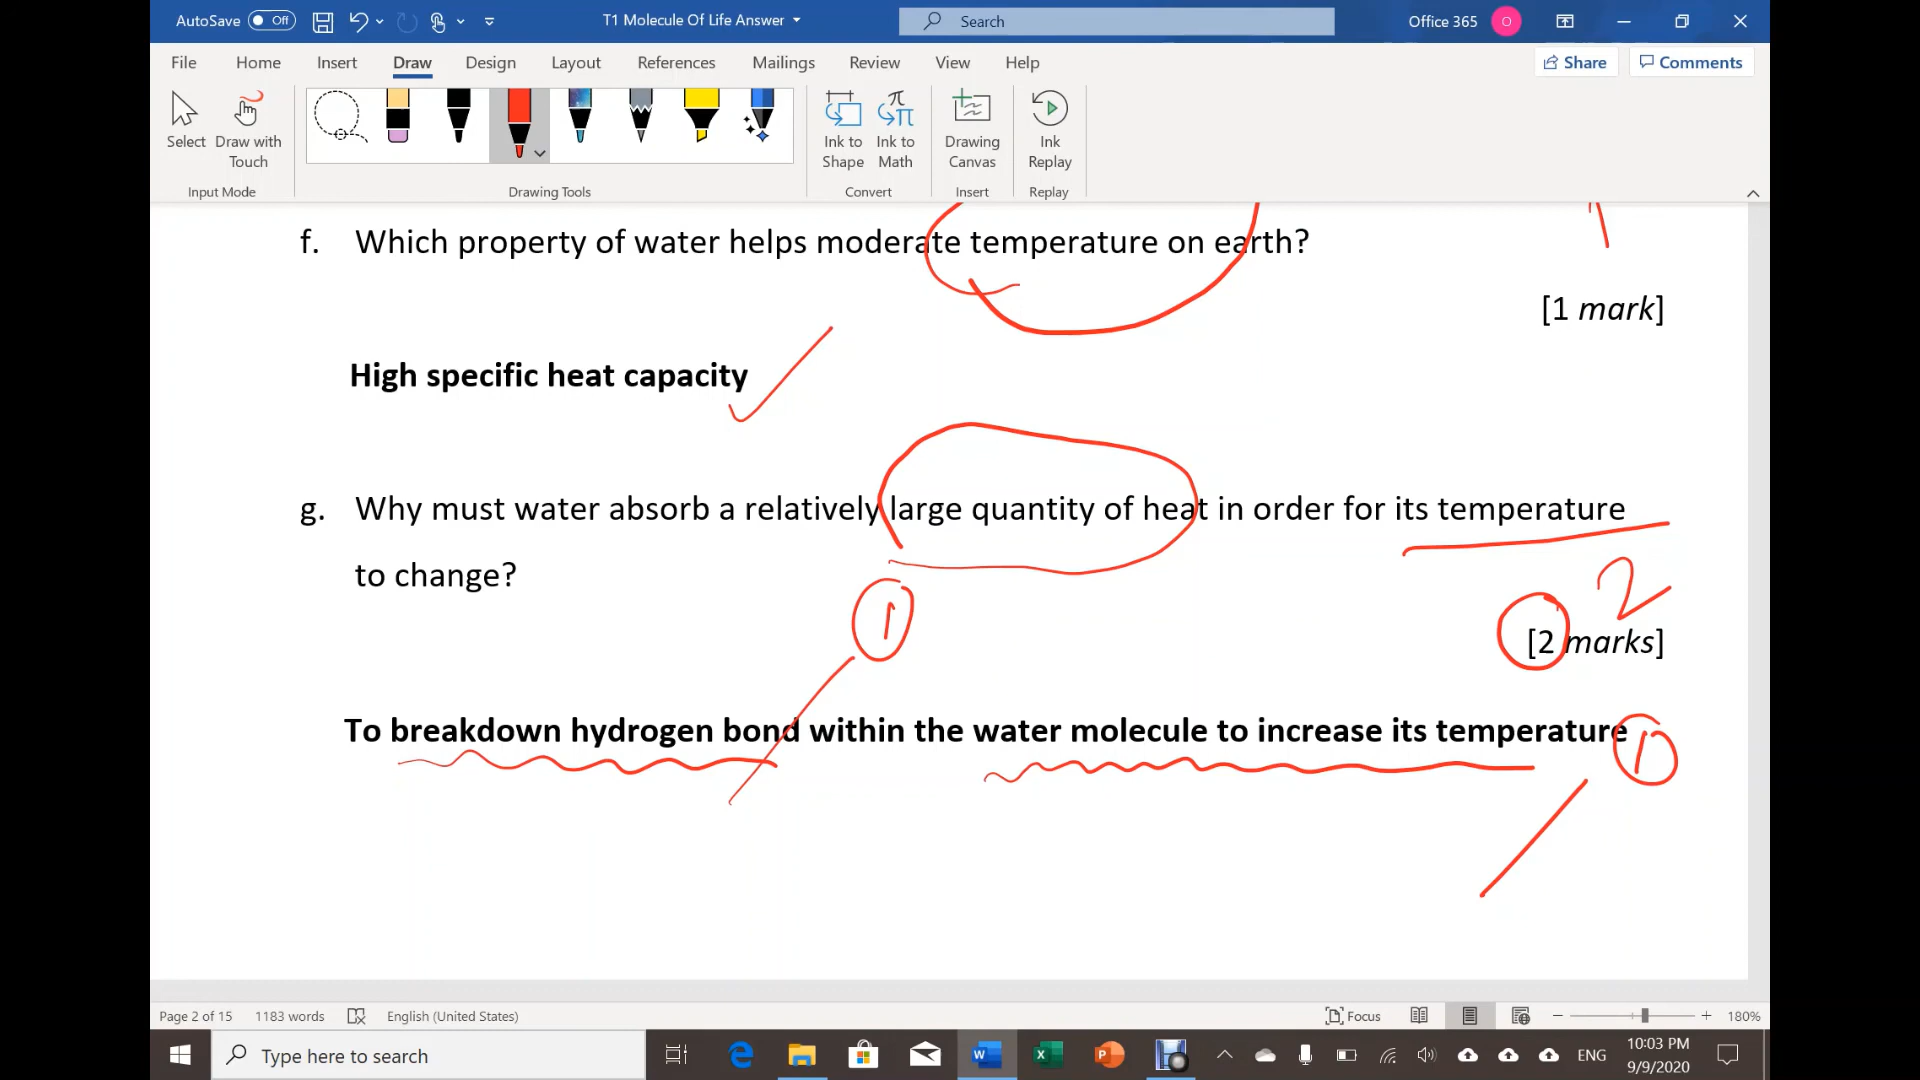 AutoSave Off T1 Molecule Of Life Answer Search Office 365 O
File Home Insert Draw Design Layout References Mailings Review View Help Share Comments
Select Draw with Touch Ink to Shape Ink to Math Drawing Canvas Ink Replay
Input Mode Drawing Tools Convert Insert Replay
f. Which property of water helps moderate temperature on earth?
[1 mark]
High specific heat capacity
g. Why must water absorb a relatively large quantity of heat in order for its temperature
to change?
1
2
[2 marks]
To breakdown hydrogen bond within the water molecule to increase its temperature
1
Page 2 of 15 1183 words English (United States) Focus 180%
Type here to search ENG 10:03 PM
9/9/2020